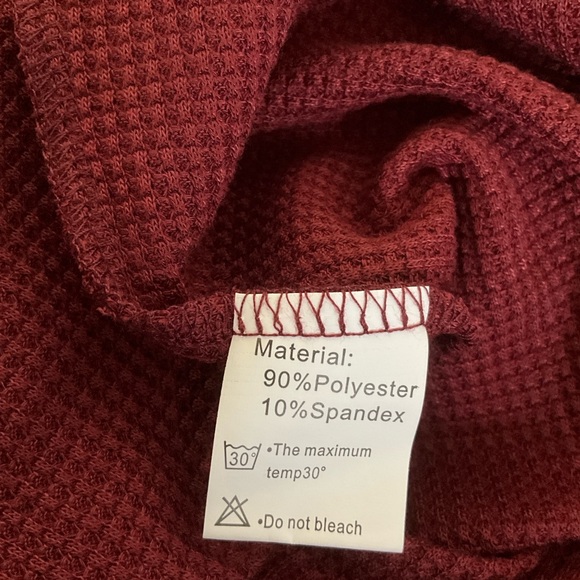 Material:
90%Polyester
10%Spandex
30° •The maximum
temp30°
•Do not bleach